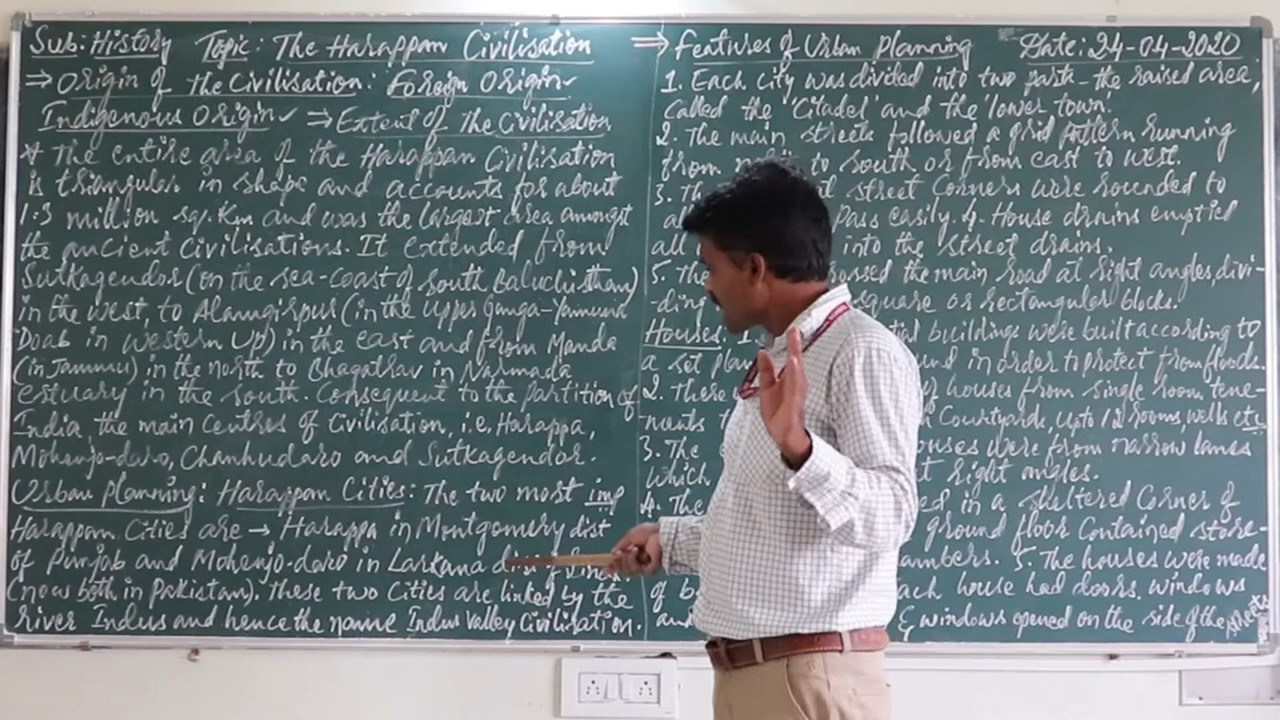 Sub: History Topic: The Harappan Civilisation
⇒ Origin of the Civilisation: Foreign Origin
Indigenous Origin ⇒ Extent of the Civilisation
* The entire area of the Harappan Civilisation
is triangular in shape and accounts for about
1.3 million sq. Km and was the largest area amongst
the ancient Civilisations. It extended from
Sutkagendor (on the sea-coast of South Baluchisthan)
in the west, to Alamgirpur (in the upper Ganga-Yamuna
Doab in Western Up) in the east and from Manda
(in Jammu) in the north to Bhagatrav in Narmada
estuary in the south. Consequent to the partition of
India the main centres of Civilisation, i.e, Harappa,
Mohenjo-daro, Chanhudaro and Sutkagendor.
Urban planning: Harappan Cities: The two most imp
Harappan Cities are → Harappa in Montgomery dist
of Punjab and Mohenjo-daro in Larkana
(now both in Pakistan). These two Cities are linked by the
river Indus and hence the name Indus Valley Civilisation.
⇒ Features of Urban Planning Date: 24-04-2020
1. Each City was divided into two parts - the raised area,
called the 'Citadel' and the 'lower town'.
2. The main streets followed a grid pattern running
from to south or from east to west.
3. street Corners were rounded to
pass easily. 4. House drains emptied
all into the street drains.
5. the main road at right angles, divi-
-ding square or rectangular blocks.
Houses: buildings were built according to
a set plan in order to protect from floods.
2. There houses from single room tene-
ments Courtyards, upto 12 rooms, wells etc.
3. The were from narrow lanes
which right angles.
4. The in a sheltered Corner of
ground floor Contained store-
5. The houses were made
of house had doors, windows
and & windows opened on the side of the streets